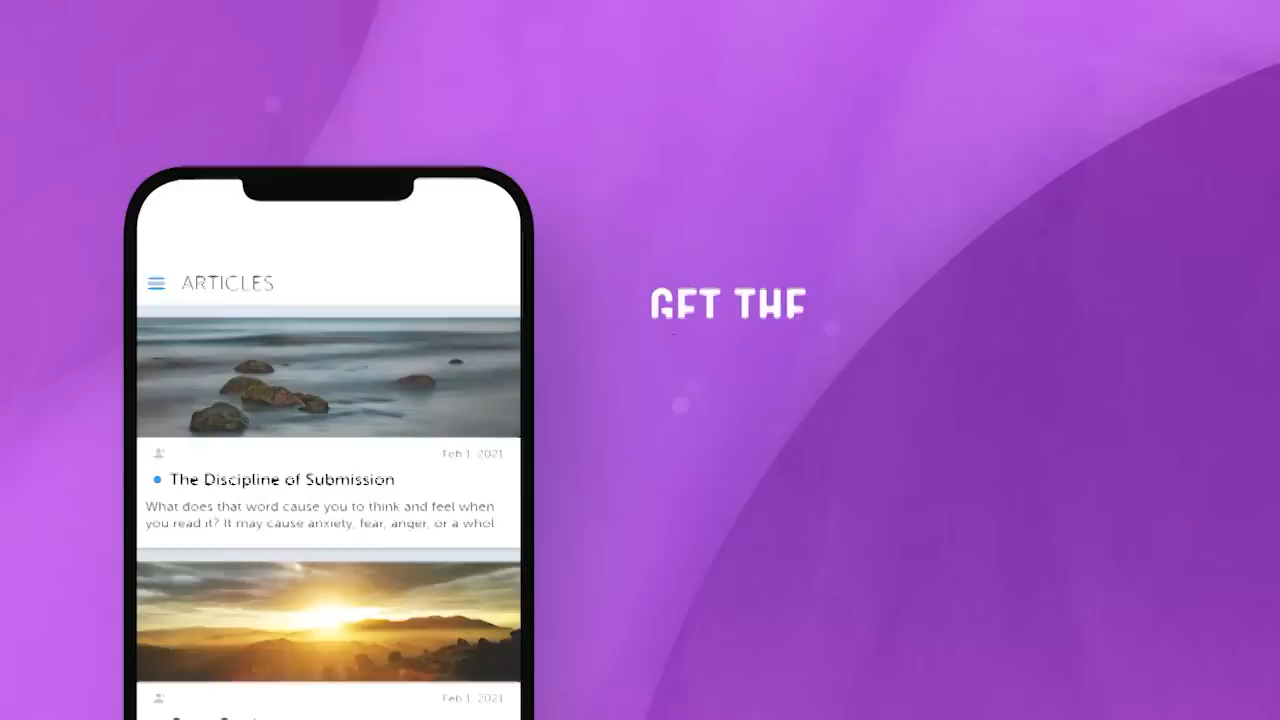 ARTICLES
GET THE
Feb 1, 2021
The Discipline of Submission
What does that word cause you to think and feel when
you read it? It may cause anxiety, fear, anger, or a whol...
Feb 1, 2021